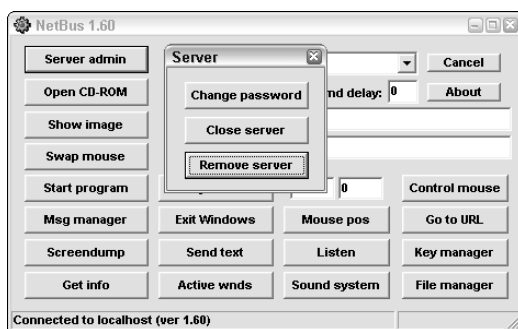 NetBus 1.60
Server admin
Server
Cancel
Open CD-ROM
Change password
nd delay: 0
About
Show image
Close server
Swap mouse
Remove server
Start program
0
Control mouse
Msg manager
Exit Windows
Mouse pos
Go to URL
Screendump
Send text
Listen
Key manager
Get info
Active wnds
Sound system
File manager
Connected to localhost (ver 1.60)